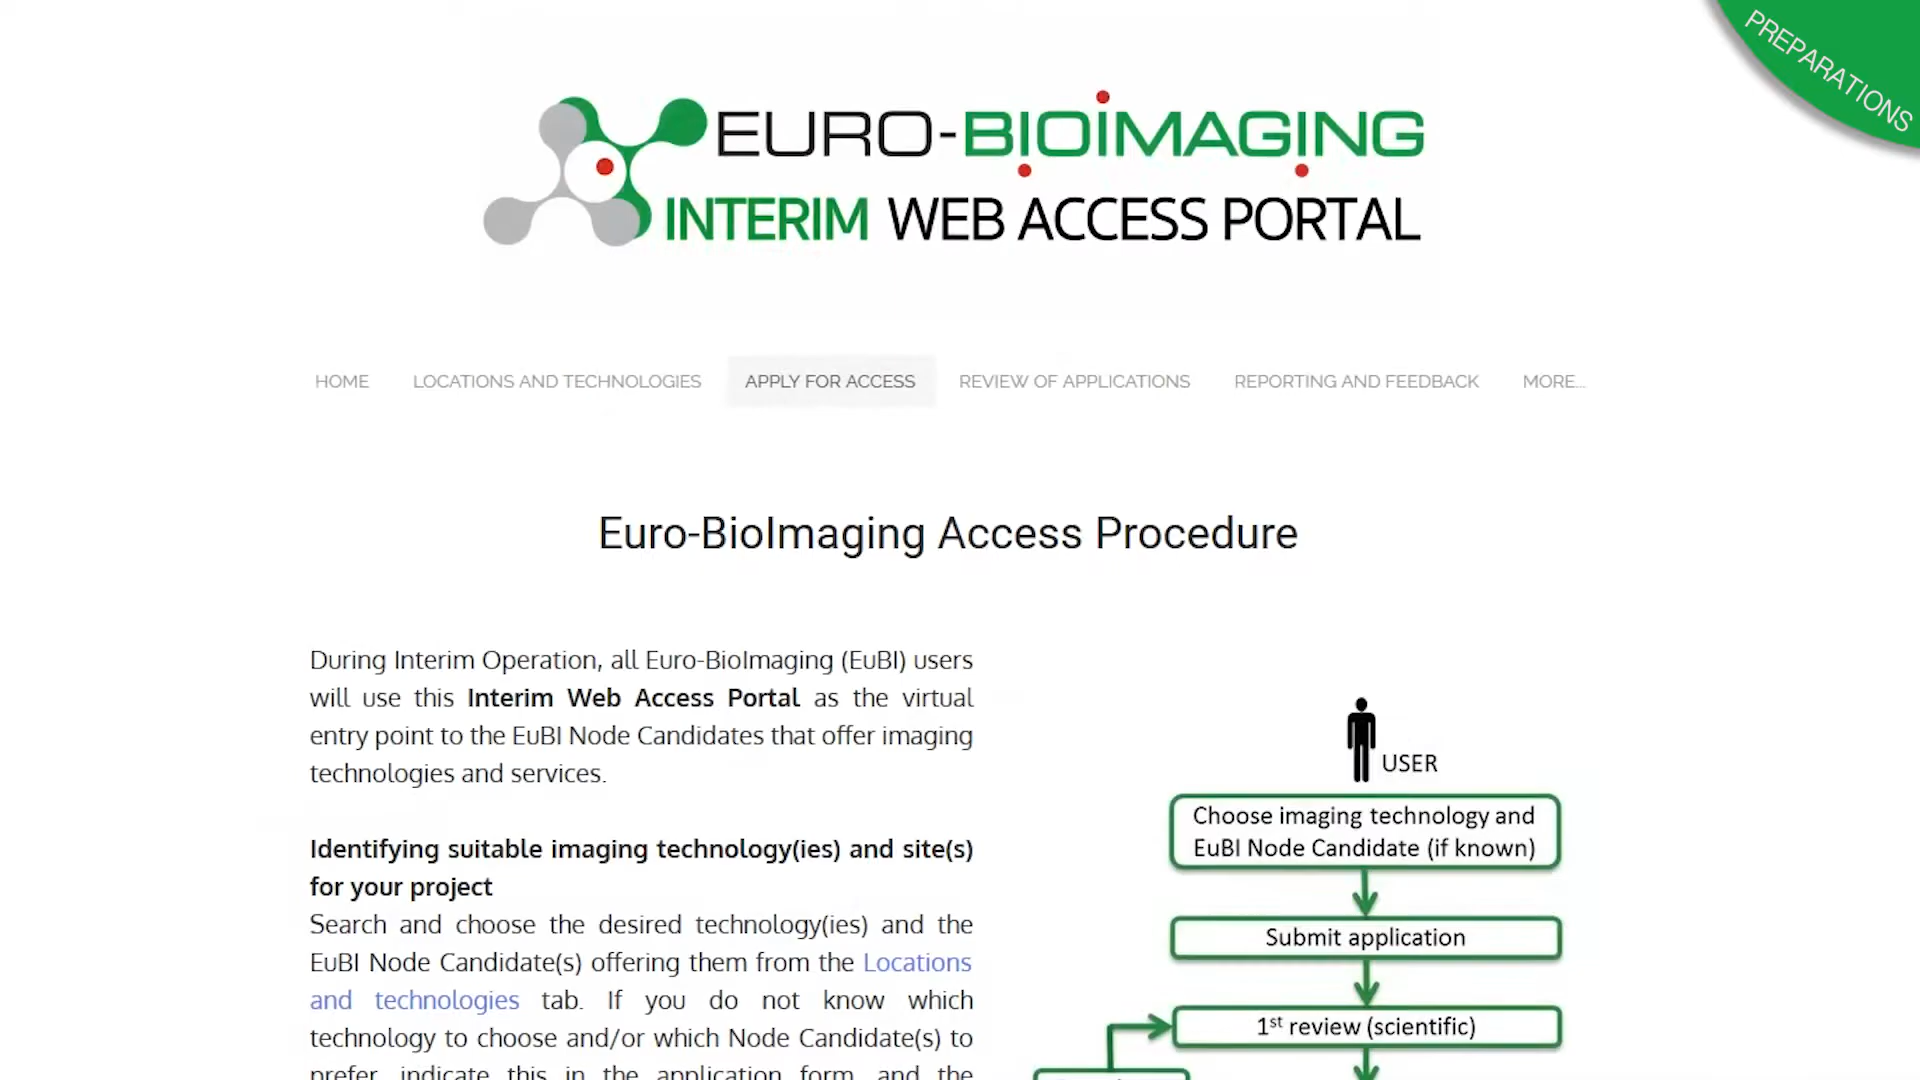 PREPARATIONS
EURO-BIOIMAGING
INTERIM WEB ACCESS PORTAL
HOME LOCATIONS AND TECHNOLOGIES APPLY FOR ACCESS REVIEW OF APPLICATIONS REPORTING AND FEEDBACK MORE...
Euro-BioImaging Access Procedure
During Interim Operation, all Euro-BioImaging (EuBI) users
will use this Interim Web Access Portal as the virtual
entry point to the EuBI Node Candidates that offer imaging
technologies and services.
Identifying suitable imaging technology(ies) and site(s)
for your project
Search and choose the desired technology(ies) and the
EuBI Node Candidate(s) offering them from the Locations
and technologies tab. If you do not know which
technology to choose and/or which Node Candidate(s) to
prefer, indicate this in the application form, and the
USER
Choose imaging technology and
EuBI Node Candidate (if known)
Submit application
1st review (scientific)